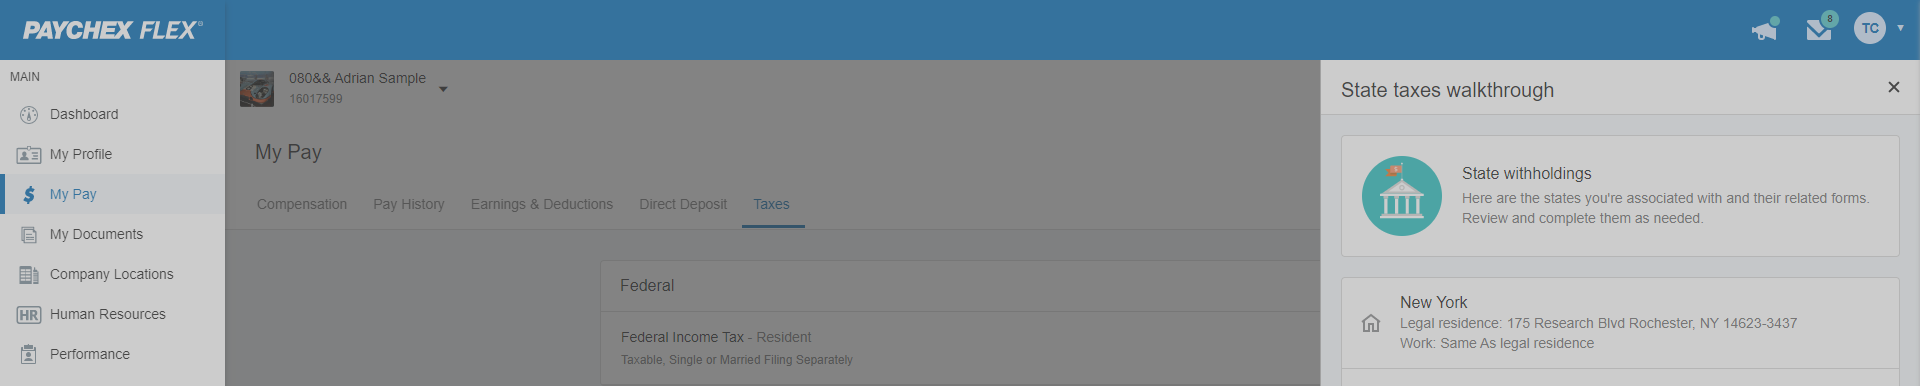 PAYCHEX FLEX®
8
TC
MAIN
Dashboard
My Profile
My Pay
My Documents
Company Locations
HR Human Resources
Performance
080&& Adrian Sample
16017599
My Pay
Compensation Pay History Earnings & Deductions Direct Deposit Taxes
Federal
Federal Income Tax - Resident
Taxable, Single or Married Filing Separately
State taxes walkthrough
State withholdings
Here are the states you're associated with and their related forms.
Review and complete them as needed.
New York
Legal residence: 175 Research Blvd Rochester, NY 14623-3437
Work: Same As legal residence